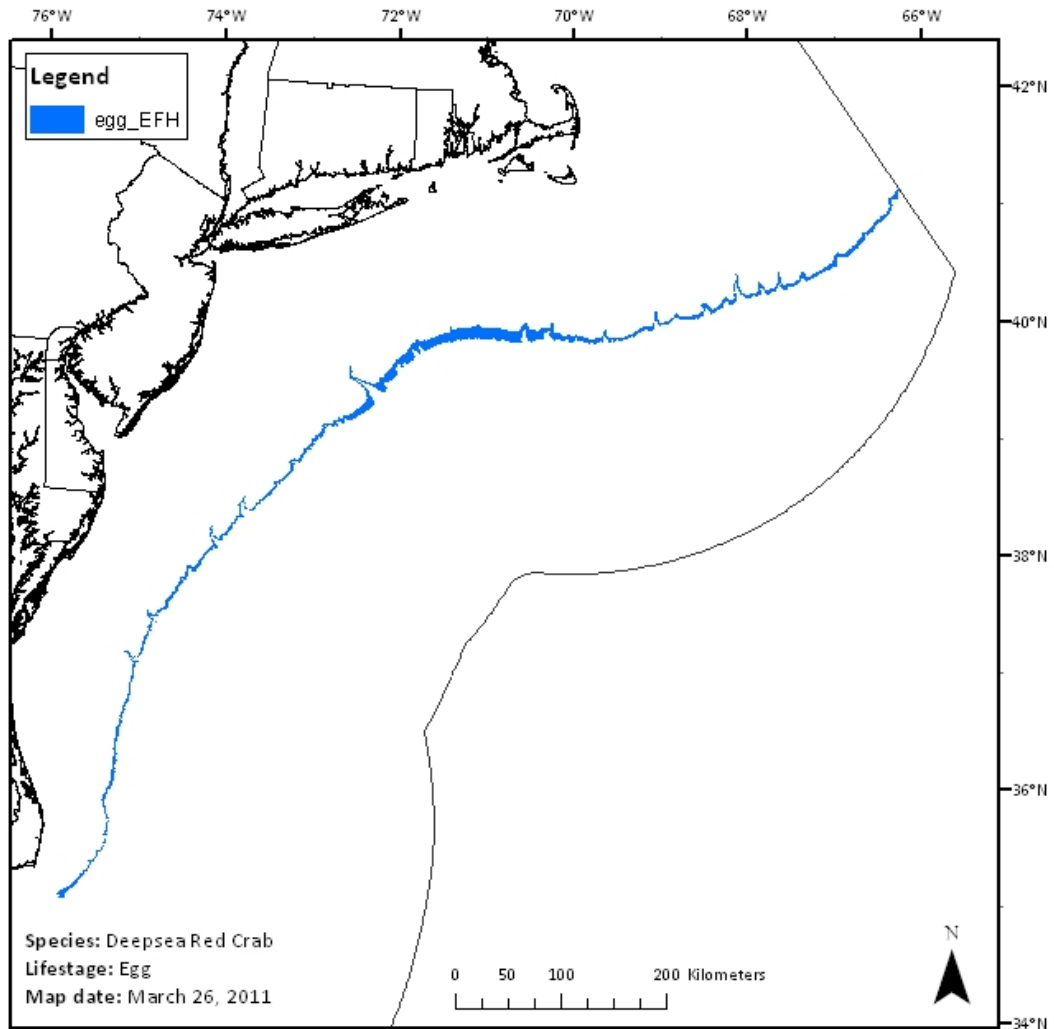 76°W 74°W 72°W 70°W 68°W 66°W
Legend
egg_EFH
42°N
40°N
38°N
36°N
34°N
Species: Deepsea Red Crab
Lifestage: Egg
Map date: March 26, 2011
0 50 100 200 Kilometers
N